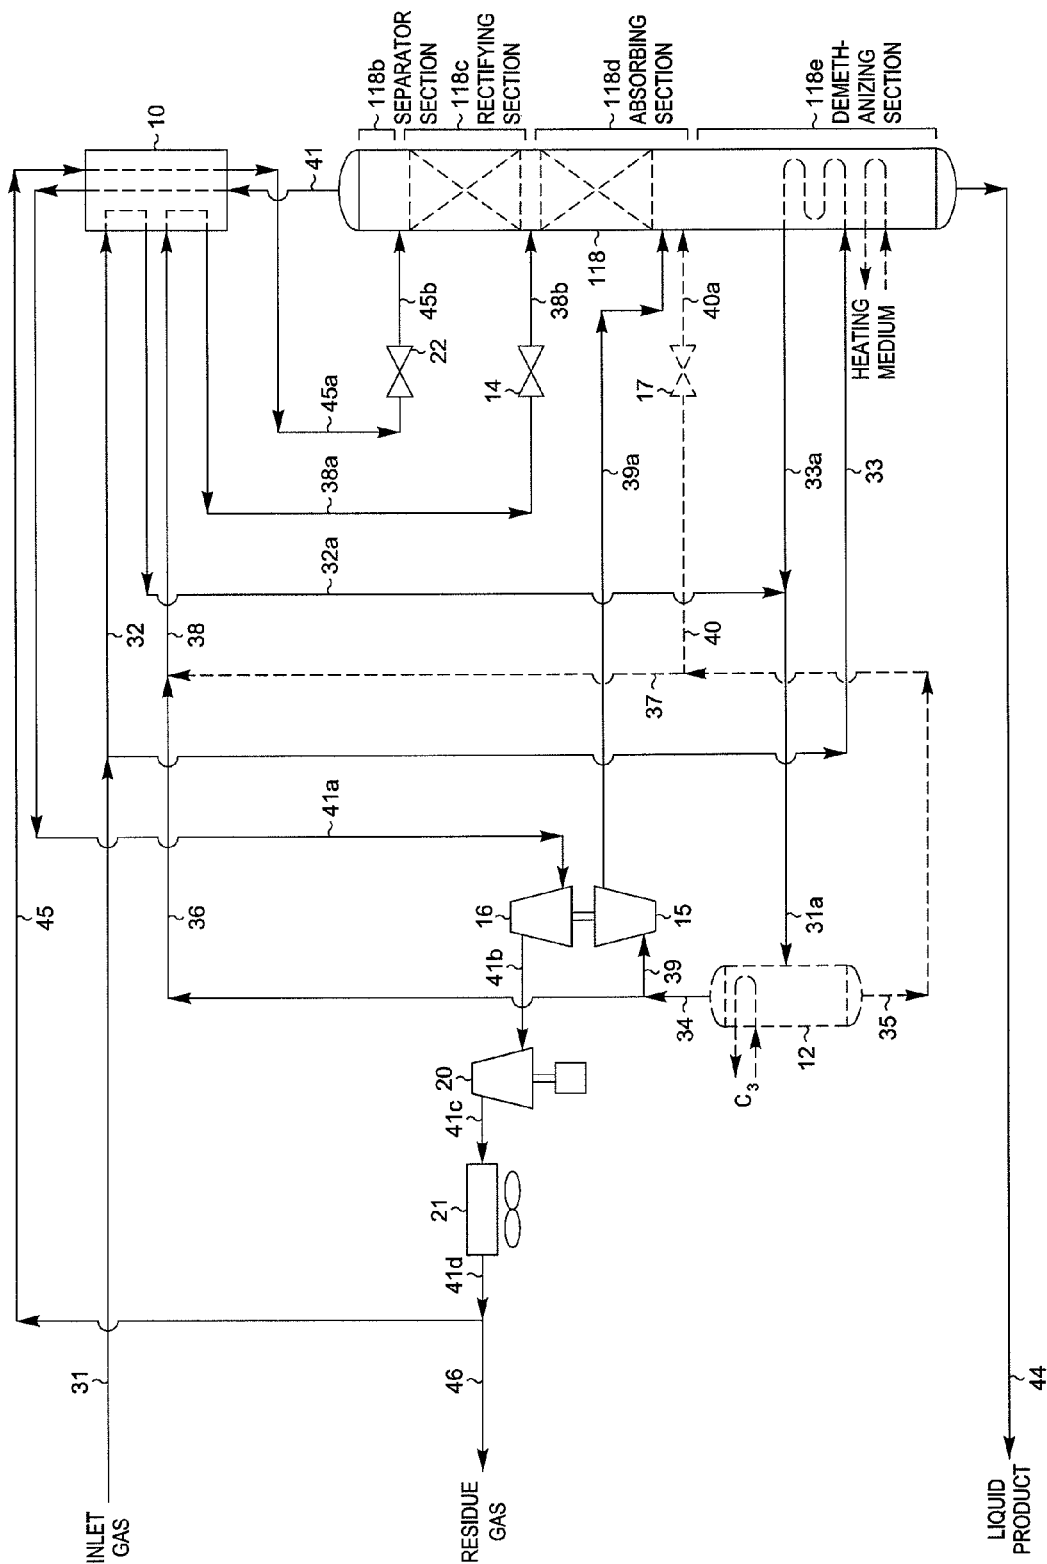 118b
SEPARATOR
SECTION
118c
RECTIFYING
SECTION
118d
ABSORBING
SECTION
118e
DEMETH-
ANIZING
SECTION
10
41
118
45b
38b
40a
22
14
17
HEATING
MEDIUM
45a
38a
39a
33a
33
32a
32
38
40
37
41a
45
36
16
15
31a
41b
39
34
12
35
C3
20
41c
21
41d
31
46
44
INLET
GAS
RESIDUE
GAS
LIQUID
PRODUCT